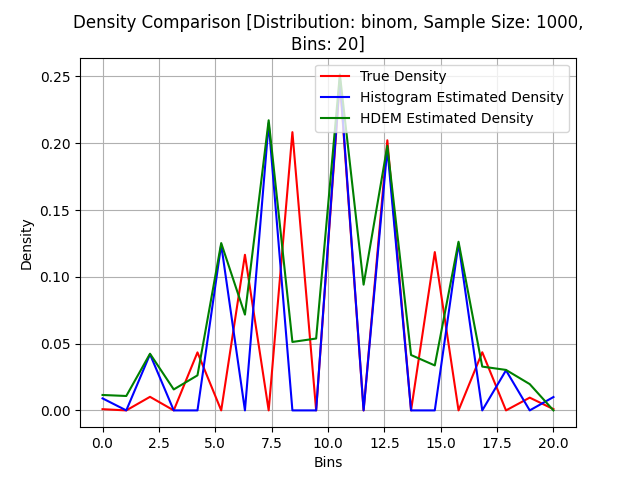 Density Comparison [Distribution: binom, Sample Size: 1000,
Bins: 20]
True Density
Histogram Estimated Density
HDEM Estimated Density
Density
0.25
0.20
0.15
0.10
0.05
0.00
0.0 2.5 5.0 7.5 10.0 12.5 15.0 17.5 20.0
Bins